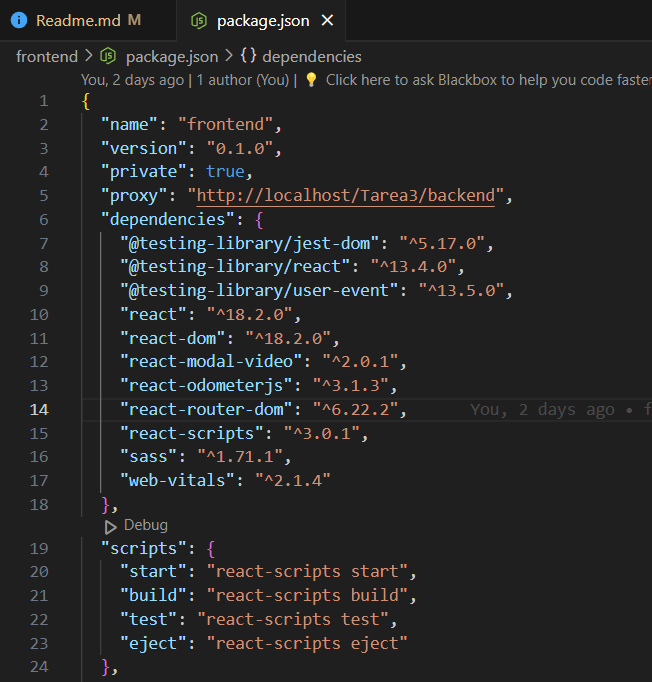 Readme.md M package.json
frontend > package.json > {} dependencies
You, 2 days ago | 1 author (You) | Click here to ask Blackbox to help you code faster
1 {
2 "name": "frontend",
3 "version": "0.1.0",
4 "private": true,
5 "proxy": "http://localhost/Tarea3/backend",
6 "dependencies": {
7 "@testing-library/jest-dom": "^5.17.0",
8 "@testing-library/react": "^13.4.0",
9 "@testing-library/user-event": "^13.5.0",
10 "react": "^18.2.0",
11 "react-dom": "^18.2.0",
12 "react-modal-video": "^2.0.1",
13 "react-odometerjs": "^3.1.3",
14 "react-router-dom": "^6.22.2", You, 2 days ago • f
15 "react-scripts": "^3.0.1",
16 "sass": "^1.71.1",
17 "web-vitals": "^2.1.4"
18 },
Debug
19 "scripts": {
20 "start": "react-scripts start",
21 "build": "react-scripts build",
22 "test": "react-scripts test",
23 "eject": "react-scripts eject"
24 },